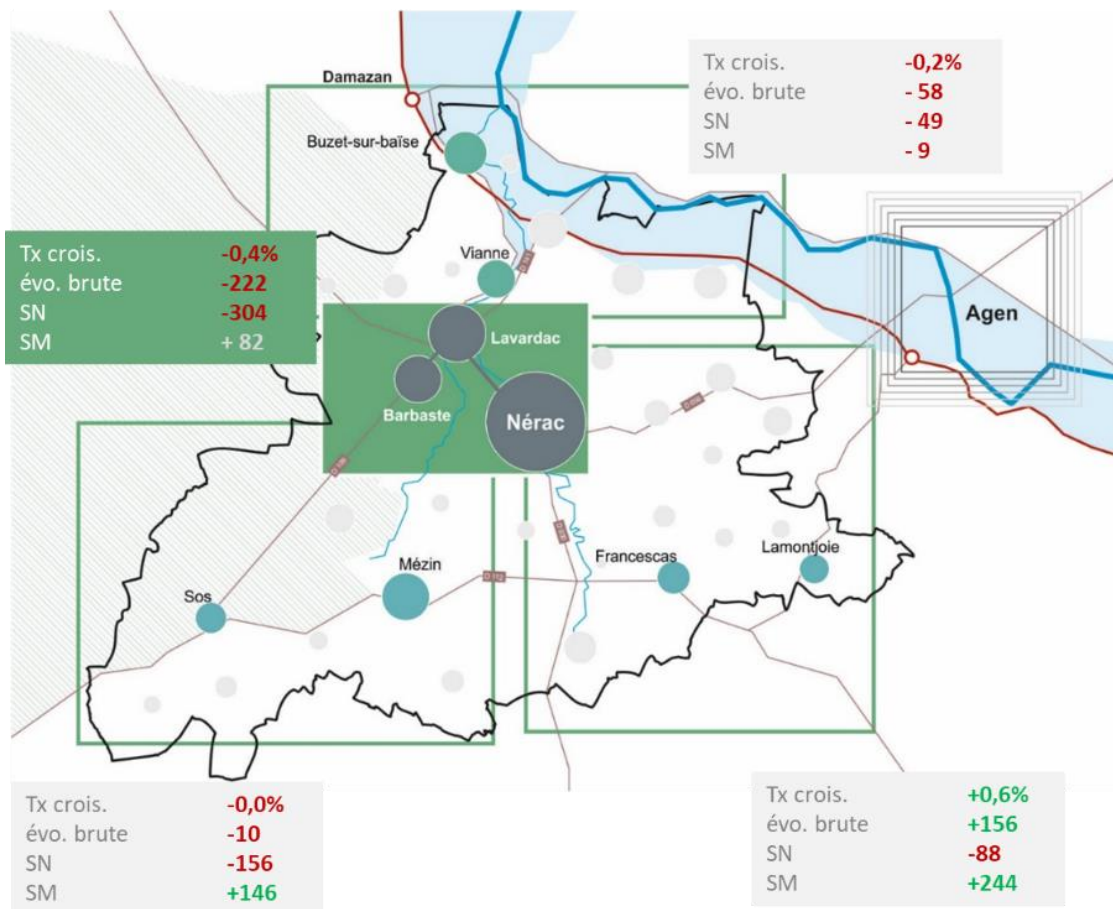 Damazan
Tx crois. -0,2%
évo. brute - 58
SN - 49
SM - 9
Buzet-sur-baïse
Tx crois. -0,4%
évo. brute -222
SN -304
SM + 82
Vianne
Lavardac
Agen
Barbaste
Nérac
Mézin
Francescas
Lamontjoie
Sos
Tx crois. -0,0%
évo. brute -10
SN -156
SM +146
Tx crois. +0,6%
évo. brute +156
SN -88
SM +244